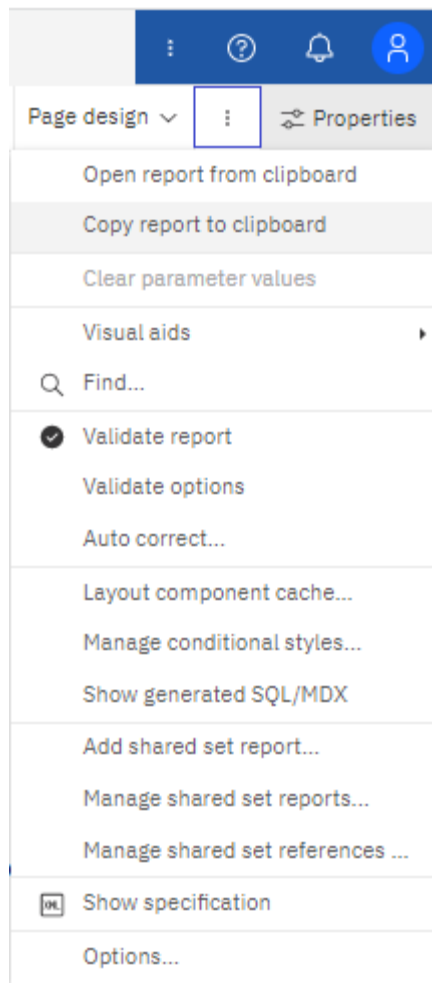 Page design
Properties
Open report from clipboard
Copy report to clipboard
Clear parameter values
Visual aids
Find...
Validate report
Validate options
Auto correct...
Layout component cache...
Manage conditional styles...
Show generated SQL/MDX
Add shared set report...
Manage shared set reports...
Manage shared set references ...
Show specification
Options...